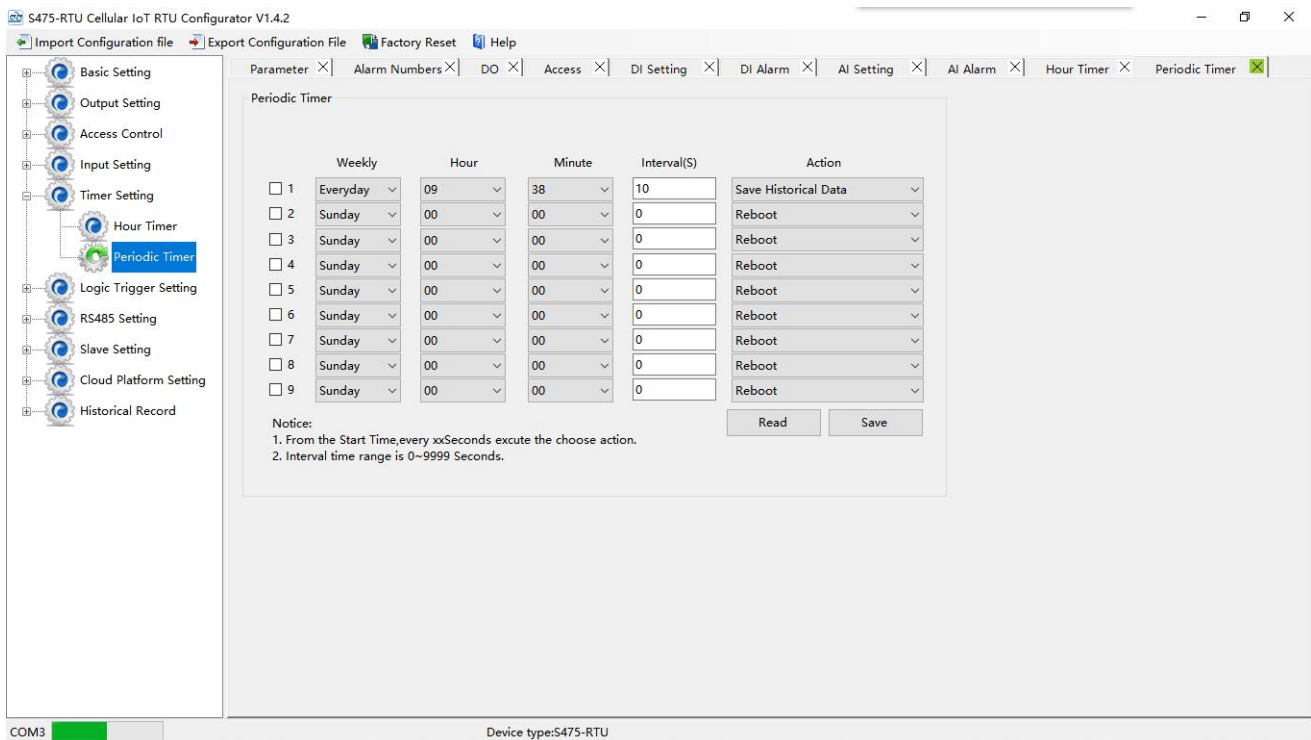 S475-RTU Cellular IoT RTU Configurator V1.4.2
Import Configuration file Export Configuration File Factory Reset Help
Basic Setting
Output Setting
Access Control
Input Setting
Timer Setting
Hour Timer
Periodic Timer
Logic Trigger Setting
RS485 Setting
Slave Setting
Cloud Platform Setting
Historical Record
Parameter Alarm Numbers DO Access DI Setting DI Alarm AI Setting AI Alarm Hour Timer Periodic Timer
Periodic Timer
Weekly Hour Minute Interval(S) Action
1 Everyday 09 38 10 Save Historical Data
2 Sunday 00 00 0 Reboot
3 Sunday 00 00 0 Reboot
4 Sunday 00 00 0 Reboot
5 Sunday 00 00 0 Reboot
6 Sunday 00 00 0 Reboot
7 Sunday 00 00 0 Reboot
8 Sunday 00 00 0 Reboot
9 Sunday 00 00 0 Reboot
Read Save
Notice:
1. From the Start Time,every xxSeconds excute the choose action.
2. Interval time range is 0~9999 Seconds.
COM3 Device type:S475-RTU